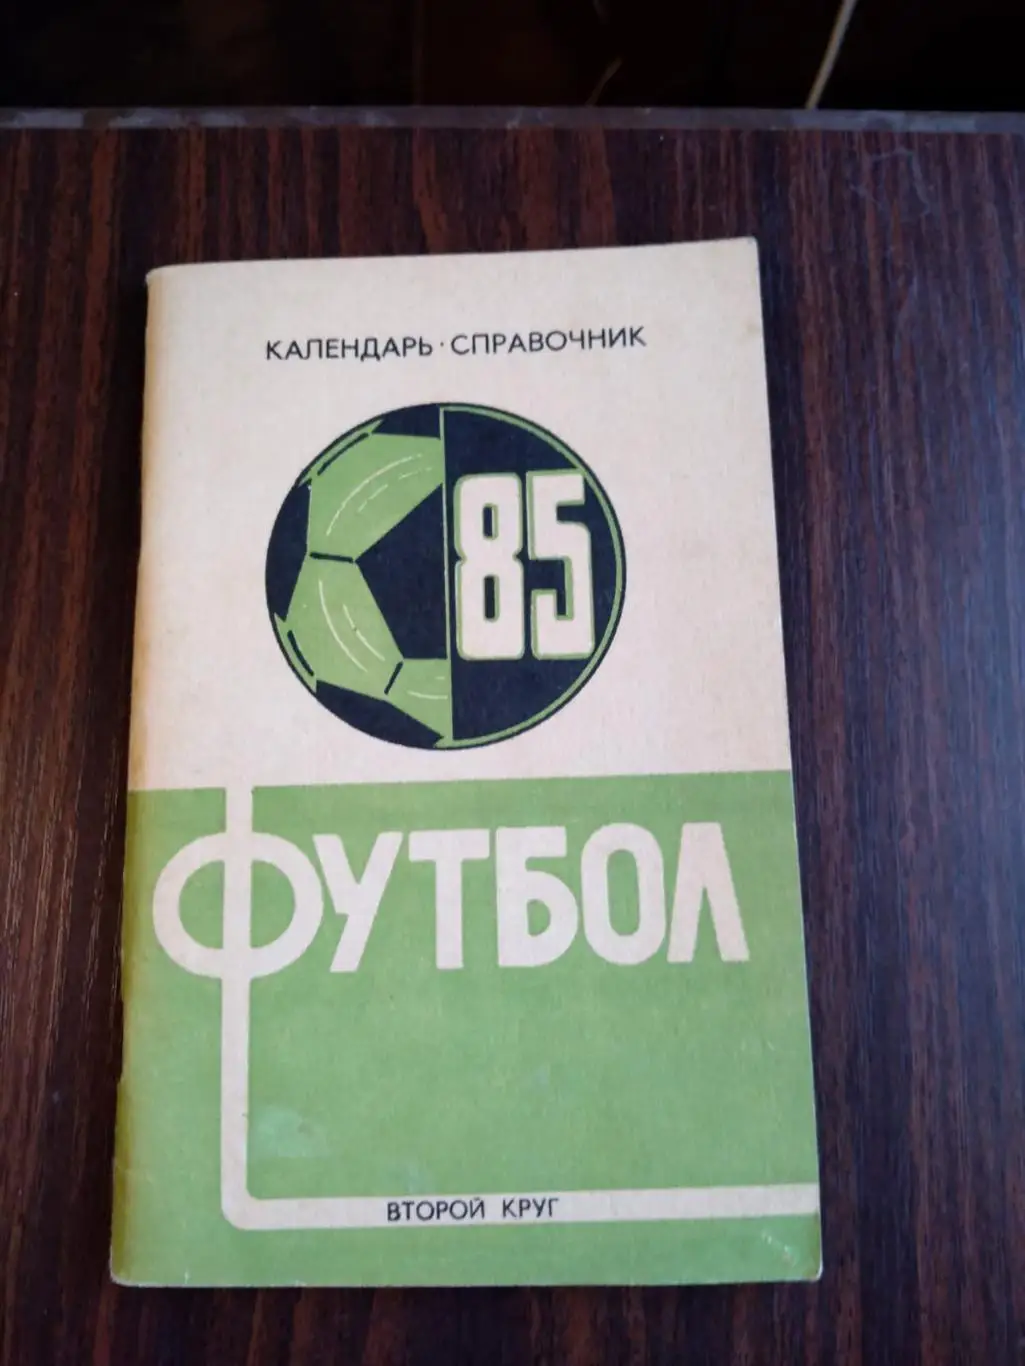 КАЛЕНДАРЬ · СПРАВОЧНИК
85
ФУТБОЛ
ВТОРОЙ КРУГ